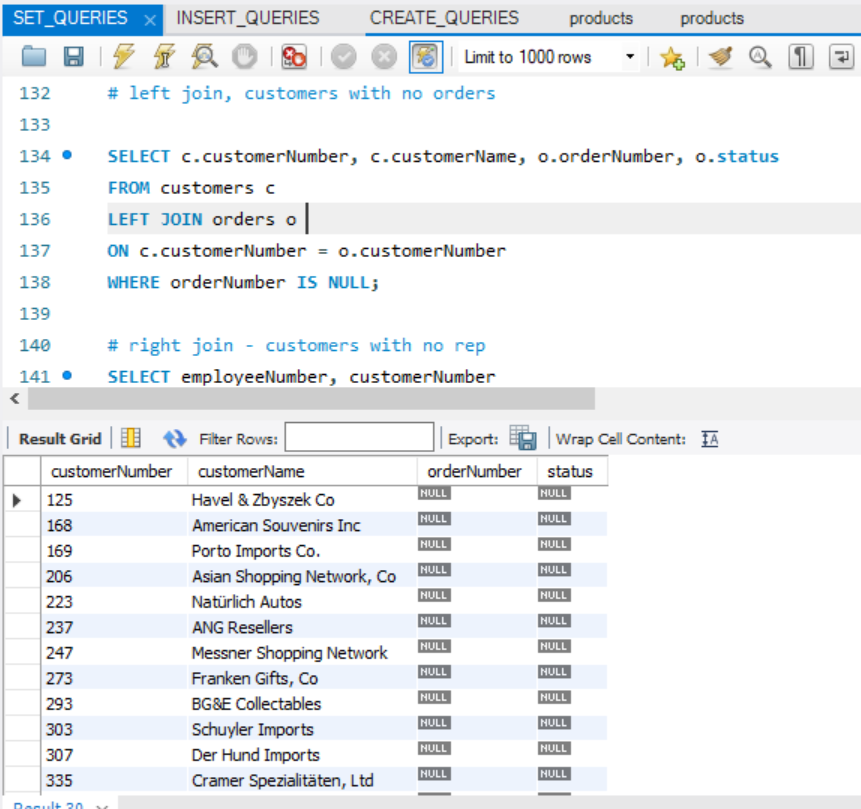 SET_QUERIES × INSERT_QUERIES CREATE_QUERIES products products
Limit to 1000 rows
132 # left join, customers with no orders
133
134 SELECT c.customerNumber, c.customerName, o.orderNumber, o.status
135 FROM customers c
136 LEFT JOIN orders o
137 ON c.customerNumber = o.customerNumber
138 WHERE orderNumber IS NULL;
139
140 # right join - customers with no rep
141 SELECT employeeNumber, customerNumber
Result Grid Filter Rows: Export: Wrap Cell Content:
customerNumber customerName orderNumber status
125 Havel & Zbyszek Co NULL NULL
168 American Souvenirs Inc NULL NULL
169 Porto Imports Co. NULL NULL
206 Asian Shopping Network, Co NULL NULL
223 Natürlich Autos NULL NULL
237 ANG Resellers NULL NULL
247 Messner Shopping Network NULL NULL
273 Franken Gifts, Co NULL NULL
293 BG&E Collectables NULL NULL
303 Schuyler Imports NULL NULL
307 Der Hund Imports NULL NULL
335 Cramer Spezialitäten, Ltd NULL NULL